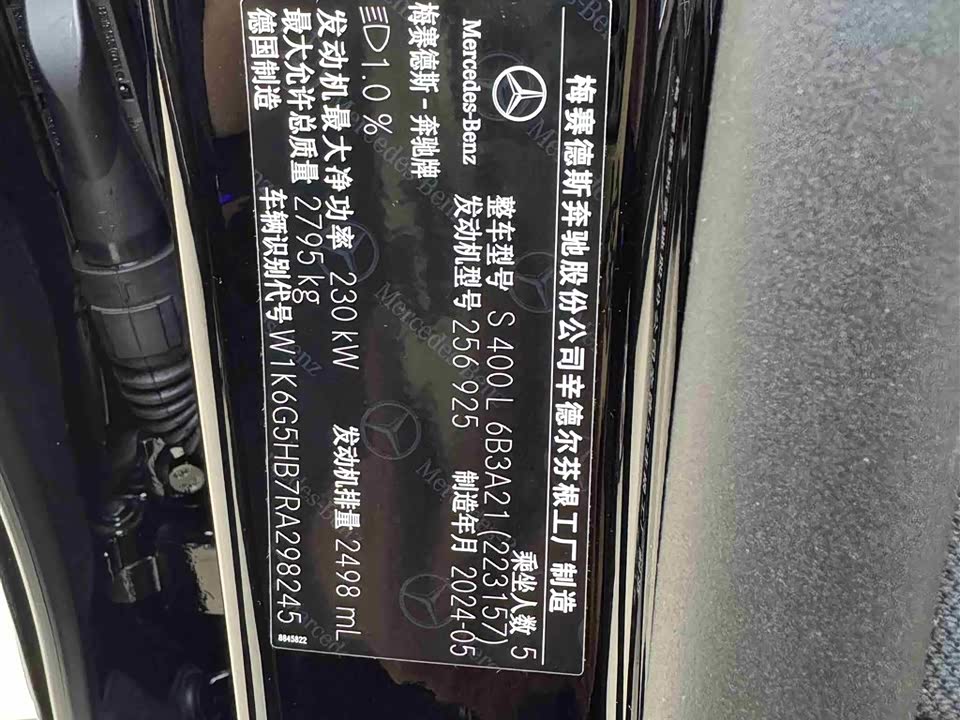 梅赛德斯奔驰股份公司辛德尔芬根工厂制造
Mercedes-Benz
整车型号 S 400 L 6B3A21 (223157)
乘坐人数 5
梅赛德斯-奔驰牌
发动机型号 256 925
制造年月 2024-05
1.0 %
发动机最大净功率 230 kW
发动机排量 2498 mL
最大允许总质量 2795 kg
德国制造
车辆识别代号 W1K6G5HB7RA298245
8845822